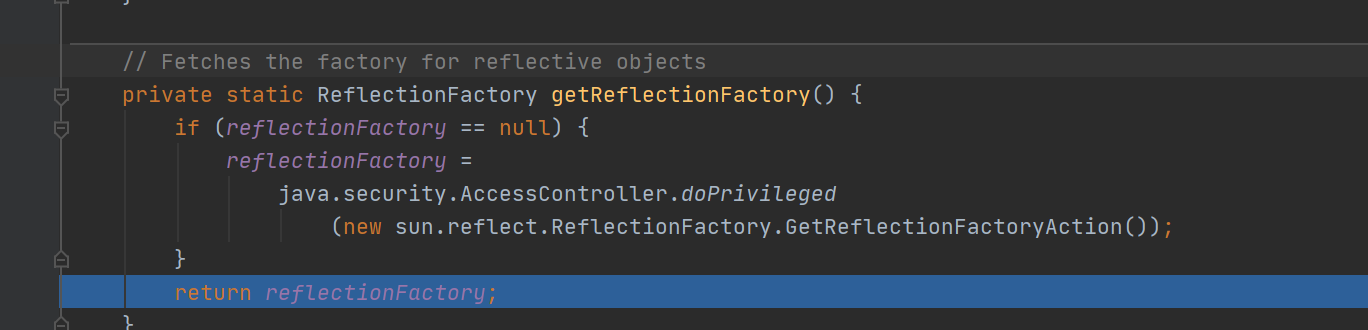 }
// Fetches the factory for reflective objects
private static ReflectionFactory getReflectionFactory() {
if (reflectionFactory == null) {
reflectionFactory =
java.security.AccessController.doPrivileged
(new sun.reflect.ReflectionFactory.GetReflectionFactoryAction());
}
return reflectionFactory;
}